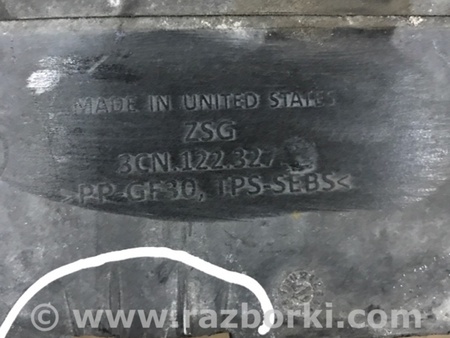 MADE IN UNITED STATES
ZSG
3CN.122.327
>PP-GF30, TPS-SEBS<
© www.razborki.com